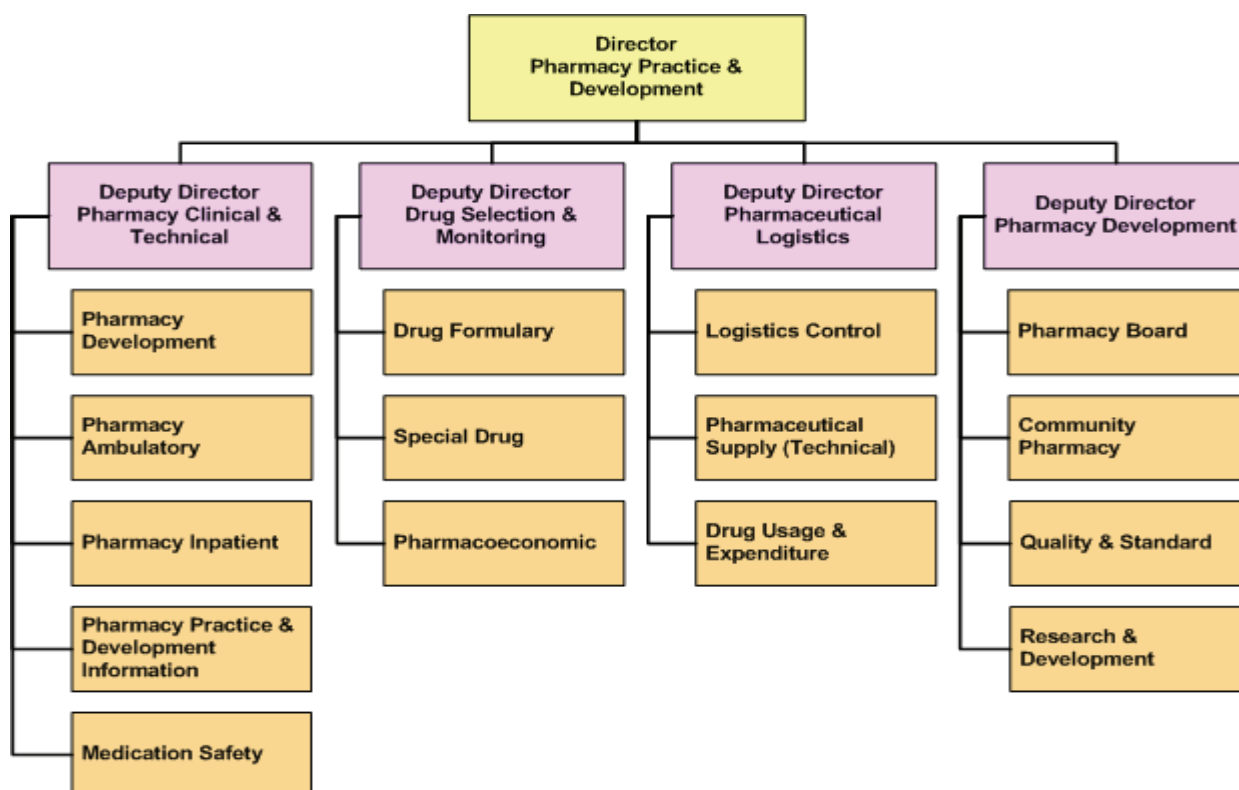 Director
Pharmacy Practice &
Development
Deputy Director
Pharmacy Clinical &
Technical
Pharmacy
Development
Pharmacy
Ambulatory
Pharmacy Inpatient
Pharmacy Practice &
Development
Information
Medication Safety
Deputy Director
Drug Selection &
Monitoring
Drug Formulary
Special Drug
Pharmacoeconomic
Deputy Director
Pharmaceutical
Logistics
Logistics Control
Pharmaceutical
Supply (Technical)
Drug Usage &
Expenditure
Deputy Director
Pharmacy Development
Pharmacy Board
Community
Pharmacy
Quality & Standard
Research &
Development